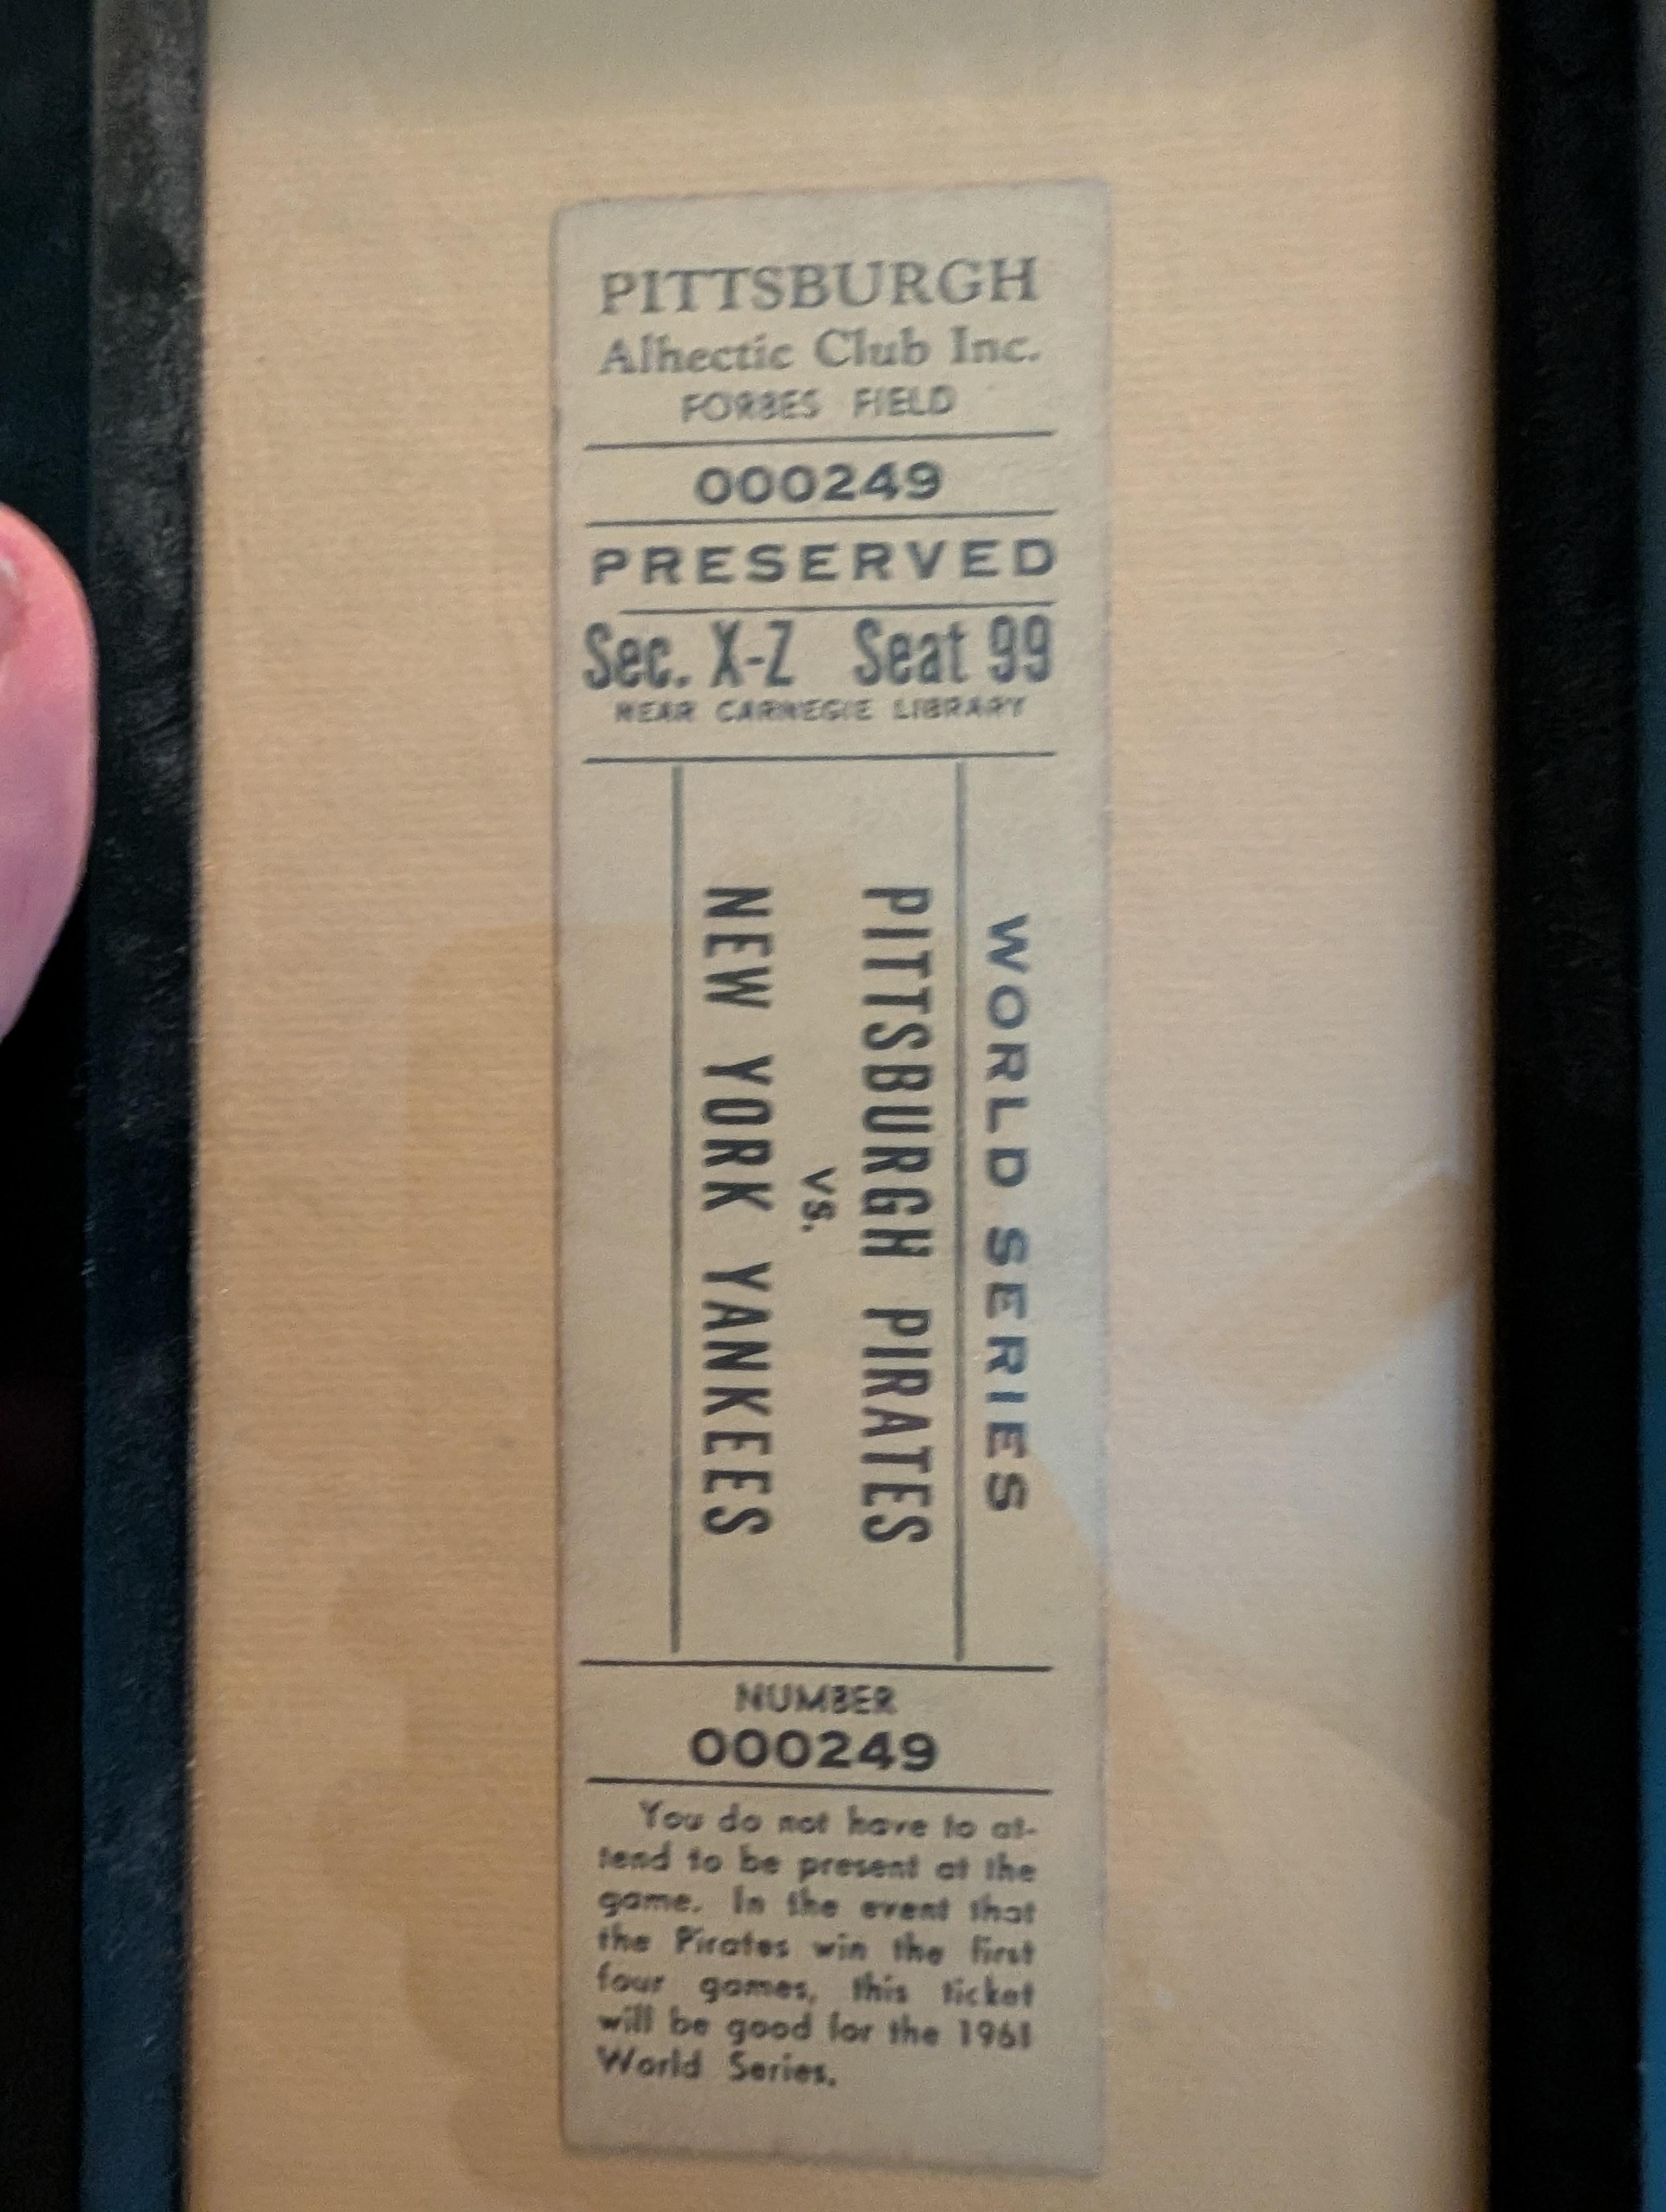 PITTSBURGH
Alhectic Club Inc.
FORBES FIELD
000249
PRESERVED
Sec. X-Z Seat 99
NEAR CARNEGIE LIBRARY
WORLD SERIES
PITTSBURGH PIRATES
VS.
NEW YORK YANKEES
NUMBER
000249
You do not have to at-
tend to be present at the
game. In the event that
the Pirates win the first
four games, this ticket
will be good for the 1961
World Series.